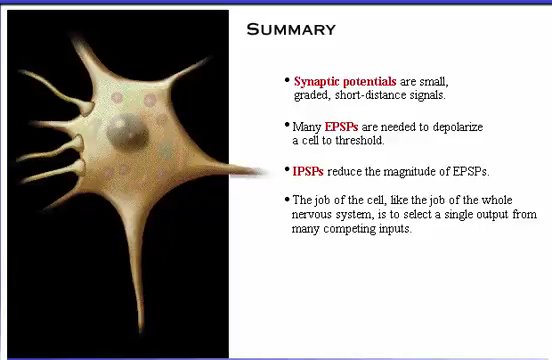 SUMMARY
• Synaptic potentials are small,
graded, short-distance signals.
• Many EPSPs are needed to depolarize
a cell to threshold.
• IPSPs reduce the magnitude of EPSPs.
• The job of the cell, like the job of the whole
nervous system, is to select a single output from
many competing inputs.